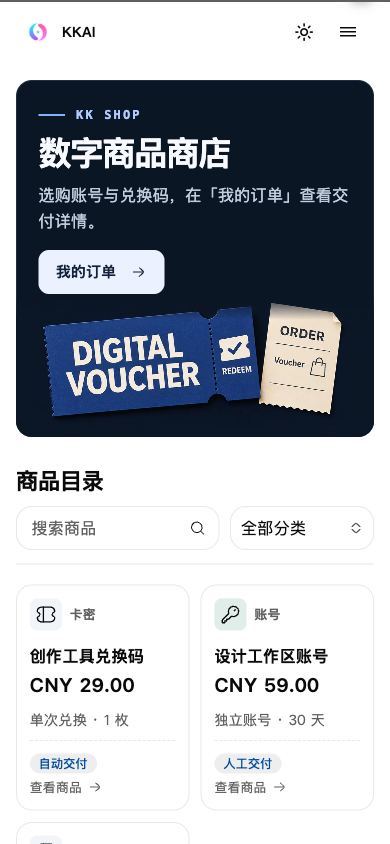 KKAI
KK SHOP
数字商品商店
选购账号与兑换码，在「我的订单」查看交
付详情。
我的订单 →
DIGITAL
VOUCHER
REDEEM
ORDER
Voucher
商品目录
搜索商品
全部分类
卡密
创作工具兑换码
CNY 29.00
单次兑换 · 1 枚
自动交付
查看商品 →
账号
设计工作区账号
CNY 59.00
独立账号 · 30 天
人工交付
查看商品 →